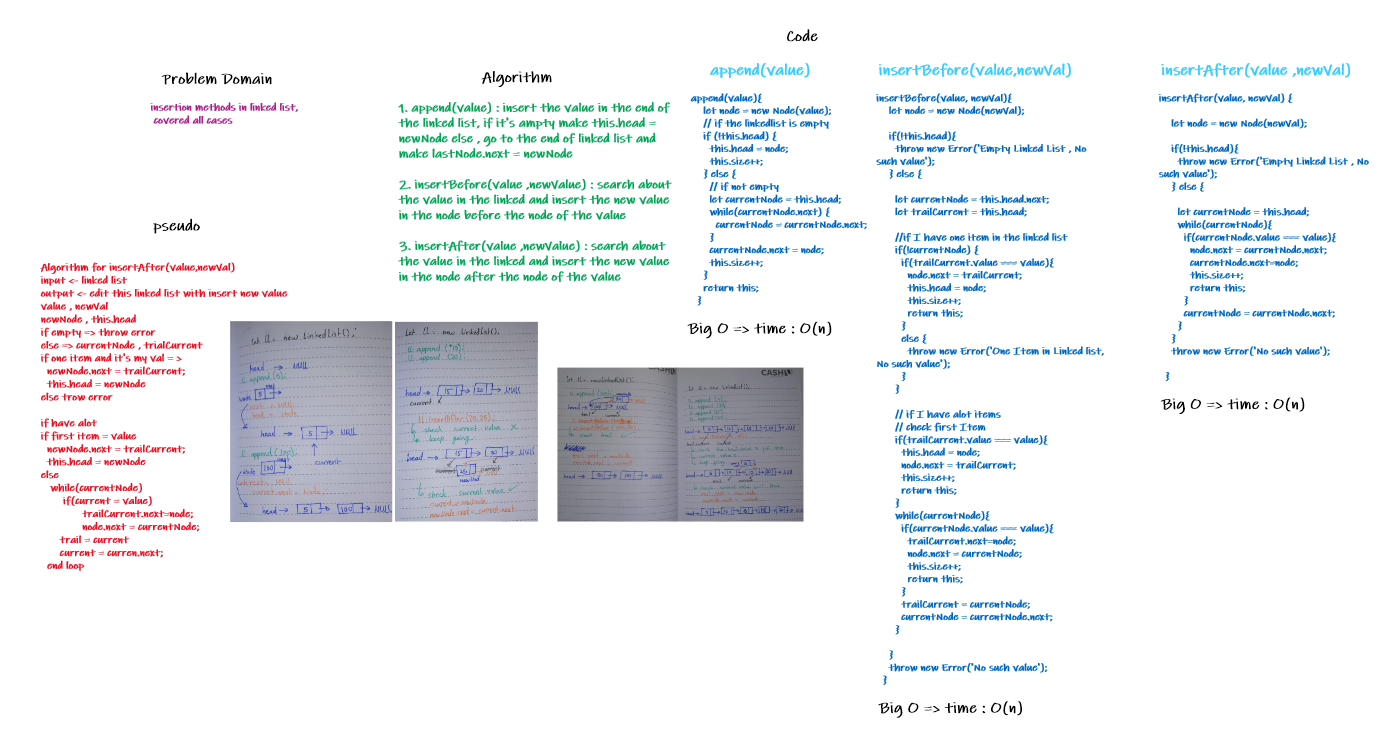 Code
Problem Domain
insertion methods in linked list,
covered all cases
pseudo
Algorithm for insertAfter(value,newVal)
input <- linked list
output <- edit this linked list with insert new value
value , newVal
newNode , this.head
if empty => throw error
else => currentNode , trialCurrent
if one item and it's my val = >
newNode.next = trailCurrent;
this.head = newNode
else trow error
if have alot
if first item = value
newNode.next = trailCurrent;
this.head = newNode
else
while(currentNode)
if(current = value)
trailCurrent.next=node;
node.next = currentNode;
trail = current
current = curren.next;
end loop
Algorithm
1. append(value) : insert the value in the end of
the linked list, if it's ampty make this.head =
newNode else , go to the end of linked list and
make lastNode.next = newNode
2. insertBefore(value ,newValue) : search about
the value in the linked and insert the new value
in the node before the node of the value
3. insertAfter(value ,newValue) : search about
the value in the linked and insert the new value
in the node after the node of the value
let ll = new LinkedList();
head → NULL
ll. append (5);
head → 5 → NULL
current
ll. append (100);
head → 5 → 100 → NULL
let ll = new LinkedList();
ll. append (20);
head → 15 → 20 → NULL
current
ll. insertAfter (20,25)
check current.value
keep going
check current.value
append(value)
append(value){
let node = new Node(value);
// if the linkedlist is empty
if (!this.head) {
this.head = node;
this.size++;
} else {
// if not empty
let currentNode = this.head;
while(currentNode.next) {
currentNode = currentNode.next;
}
currentNode.next = node;
this.size++;
}
return this;
}
Big O => time : O(n)
insertBefore(value,newVal)
insertBefore(value, newVal){
let node = new Node(newVal);
if(!this.head){
throw new Error('Empty Linked List , No
such value');
} else {
let currentNode = this.head.next;
let trailCurrent = this.head;
//if I have one item in the linked list
if(!currentNode) {
if(trailCurrent.value === value){
node.next = trailCurrent;
this.head = node;
this.size++;
return this;
}
else {
throw new Error('One Item in Linked list,
No such value');
}
}
// if I have alot items
// check first Item
if(trailCurrent.value === value){
this.head = node;
node.next = trailCurrent;
this.size++;
return this;
}
while(currentNode){
if(currentNode.value === value){
trailCurrent.next=node;
node.next = currentNode;
this.size++;
return this;
}
trailCurrent = currentNode;
currentNode = currentNode.next;
}
}
throw new Error('No such value');
}
Big O => time : O(n)
insertAfter(value ,newVal)
insertAfter(value, newVal) {
let node = new Node(newVal);
if(!this.head){
throw new Error('Empty Linked List , No
such value');
} else {
let currentNode = this.head;
while(currentNode){
if(currentNode.value === value){
node.next = currentNode.next;
currentNode.next=node;
this.size++;
return this;
}
currentNode = currentNode.next;
}
}
throw Error('No such value');
}
Big O => time : O(n)